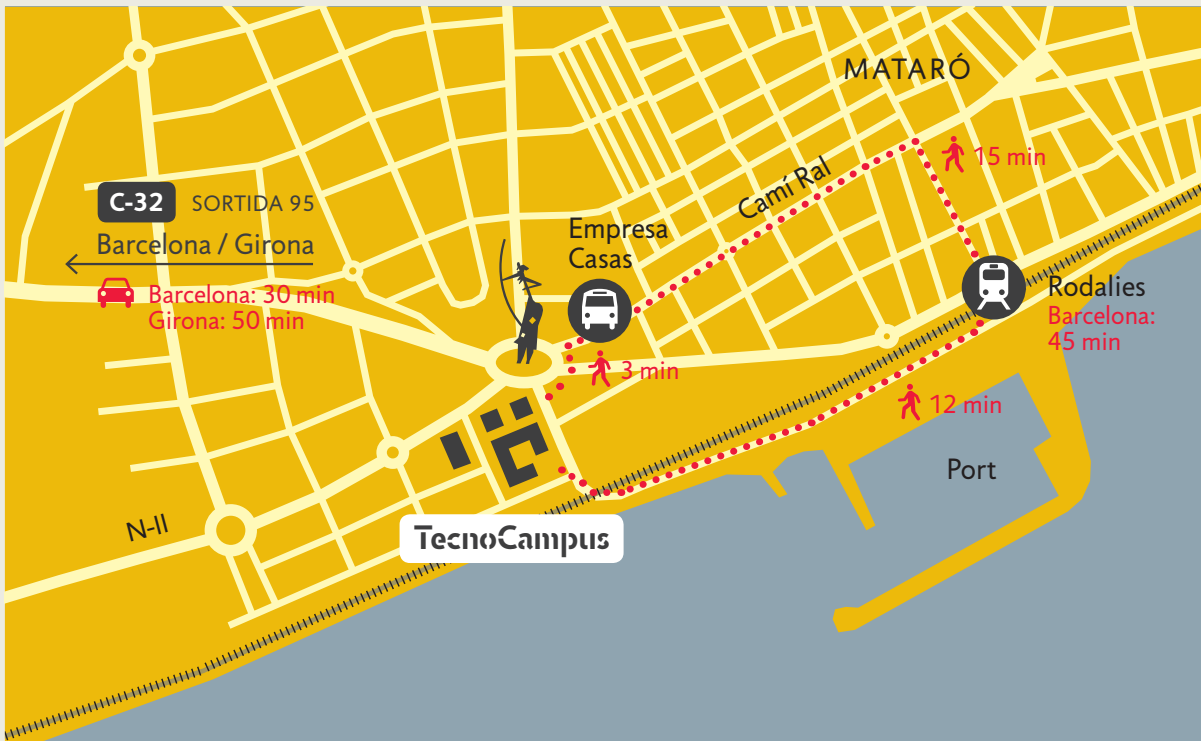 MATARÓ
15 min
Camí Ral
C-32 SORTIDA 95
Barcelona / Girona
Barcelona: 30 min
Girona: 50 min
Empresa
Casas
Rodalies
Barcelona:
45 min
3 min
12 min
Port
N-II
TecnoCampus